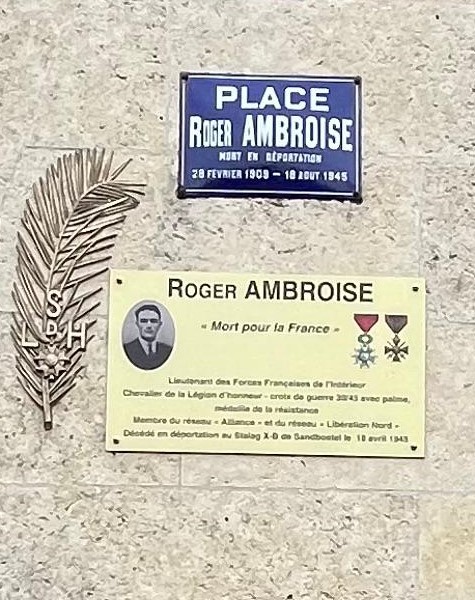 PLACE
ROGER AMBROISE
MORT EN DÉPORTATION
28 FÉVRIER 1909 - 18 AOUT 1945
S
L D H
ROGER AMBROISE
« Mort pour la France »
Lieutenant des Forces Françaises de l'Intérieur
Chevalier de la Légion d'honneur - croix de guerre 39/45 avec palme,
médaille de la résistance
Membre du réseau « Alliance » et du réseau « Libération Nord »
Décédé en déportation au Stalag X-B de Sandbostel le 18 avril 1945